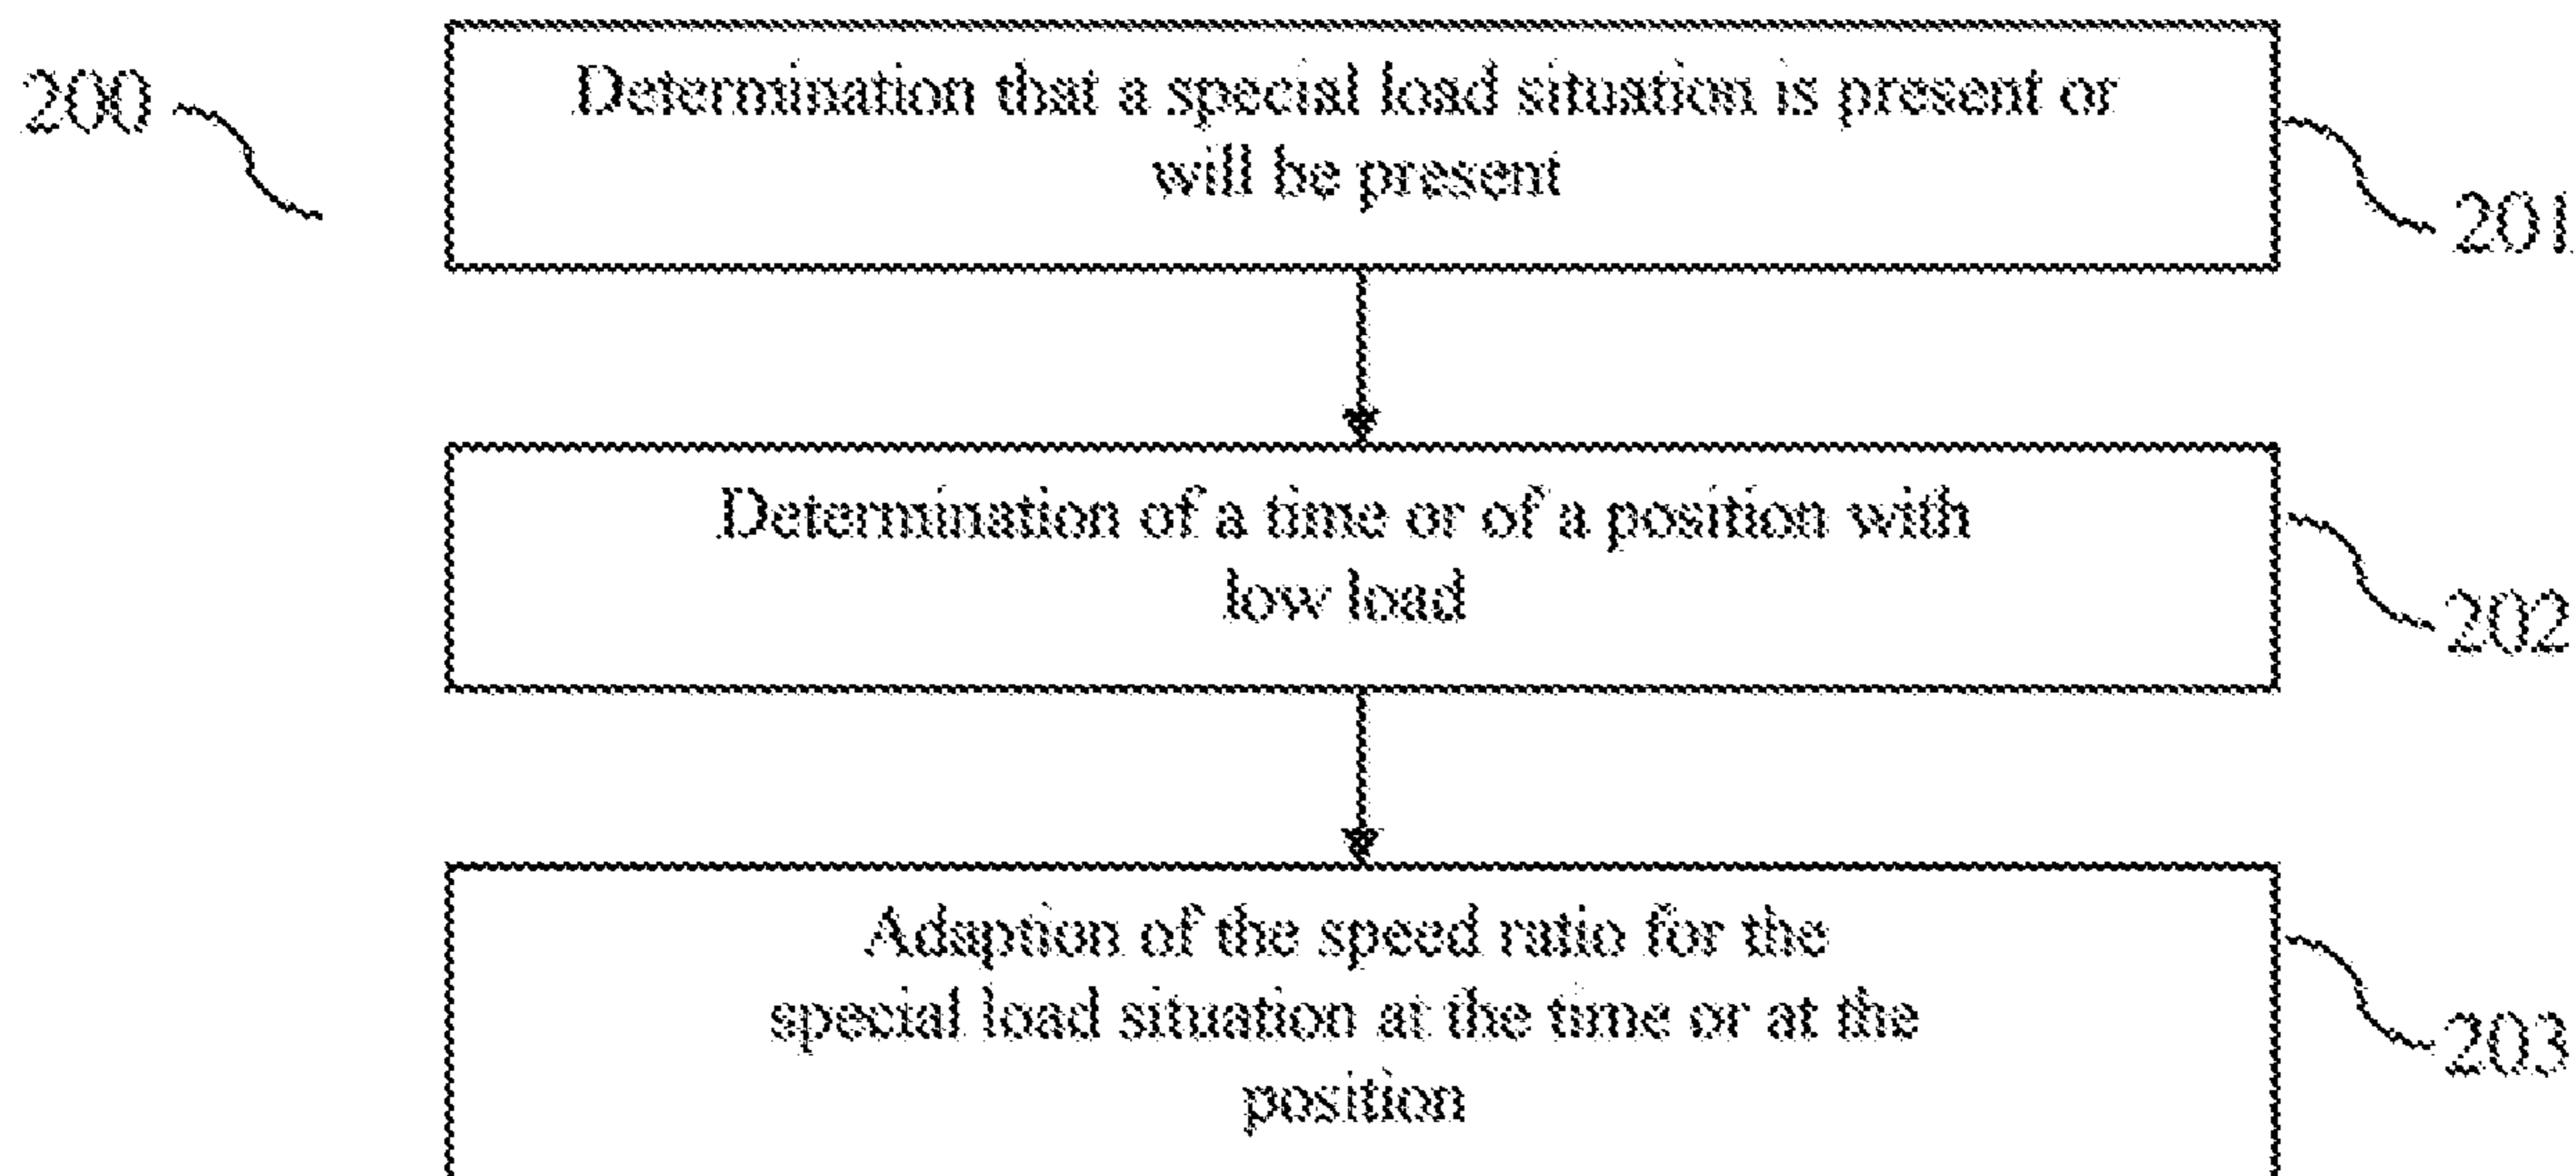 200
Determination that a special load situation is present or
will be present
201
Determination of a time or of a position with
low load
202
Adaption of the speed ratio for the
special load situation at the time or at the
position
203